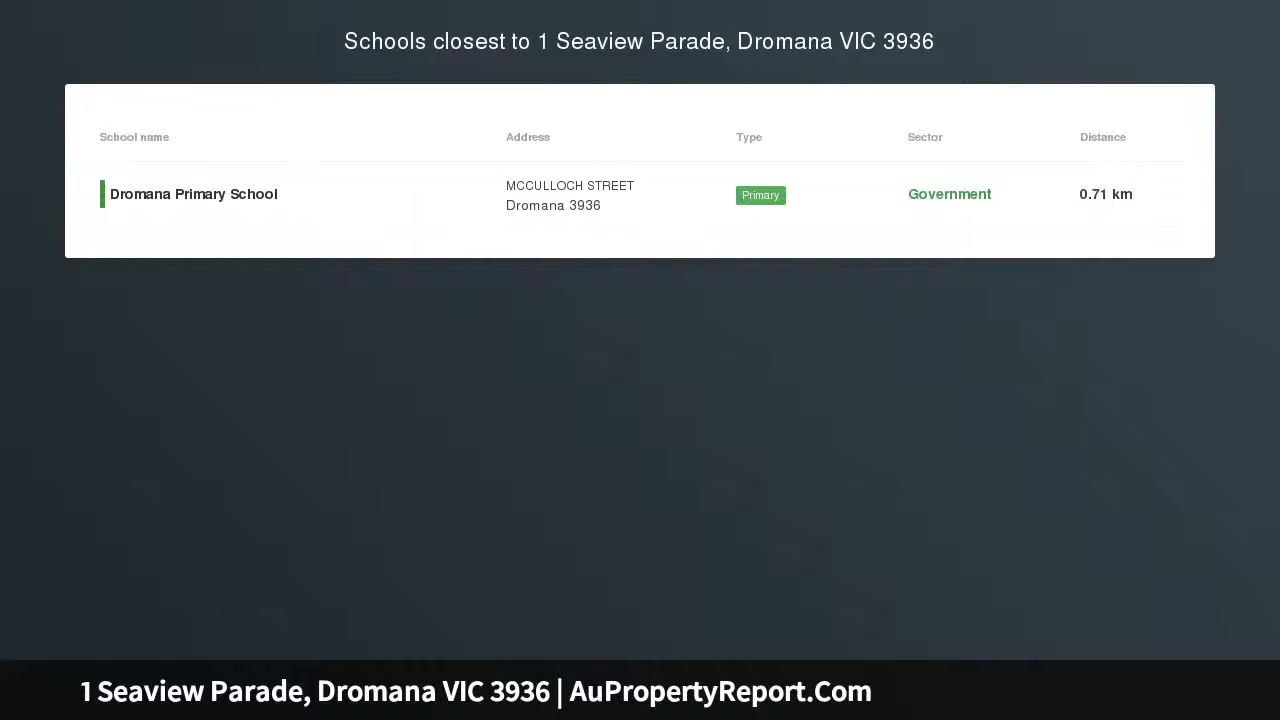 Schools closest to 1 Seaview Parade, Dromana VIC 3936
School name Address Type Sector Distance
Dromana Primary School MCCULLOCH STREET Primary Government 0.71 km
Dromana 3936
1 Seaview Parade, Dromana VIC 3936 | AuPropertyReport.Com